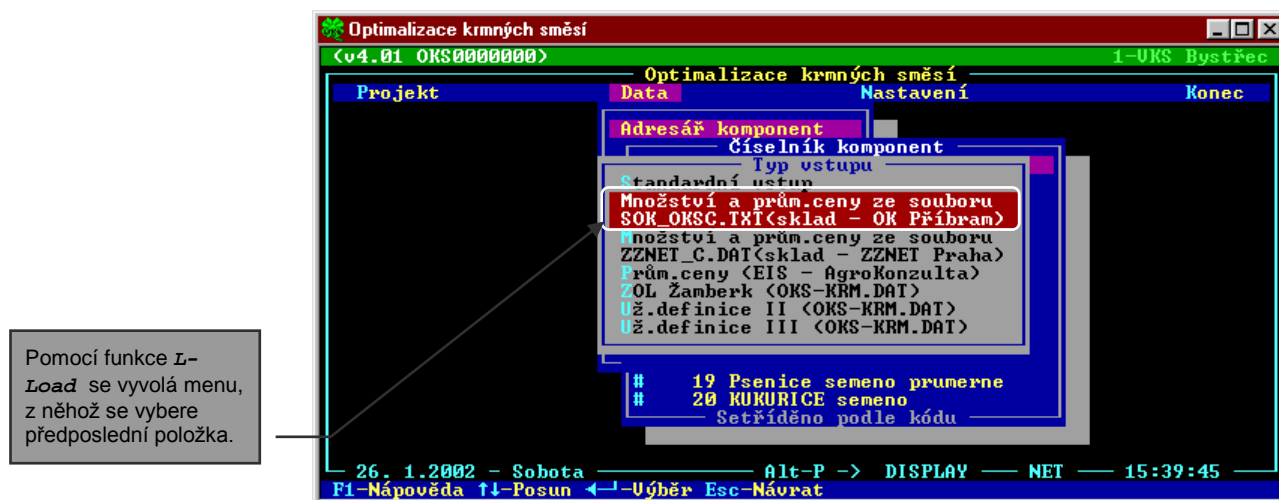 Optimalizace krmných směsí
(v4.01 OKS0000000) 1-VKS Bystřec
Optimalizace krmných směsí
Projekt Data Nastavení Konec
Adresář komponent
Číselník komponent
Typ vstupu
Standardní vstup
Množství a prům.ceny ze souboru
SOK_OKSC.TXT(sklad - OK Příbram)
Množství a prům.ceny ze souboru
ZZNET_C.DAT(sklad - ZZNET Praha)
Prům.ceny (EIS - AgroKonzulta)
ZOL Žamberk (OKS-KRM.DAT)
Už.definice II (OKS-KRM.DAT)
Už.definice III (OKS-KRM.DAT)
# 19 Psenice semeno prumerne
# 20 KUKURICE semeno
Setříděno podle kódu
26. 1.2002 - Sobota Alt-P -> DISPLAY NET 15:39:45
F1-Nápověda ↑↓-Posun ◄─┘-Výběr Esc-Návrat
Pomocí funkce L-
Load se vyvolá menu,
z něhož se vybere
předposlední položka.